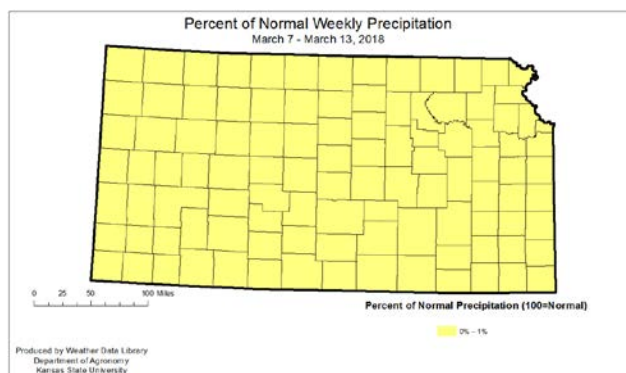 Percent of Normal Weekly Precipitation
March 7 - March 13, 2018
0 25 50 100 Miles
Percent of Normal Precipitation (100=Normal)
0% - 1%
Produced by Weather Data Library
Department of Agronomy
Kansas State University